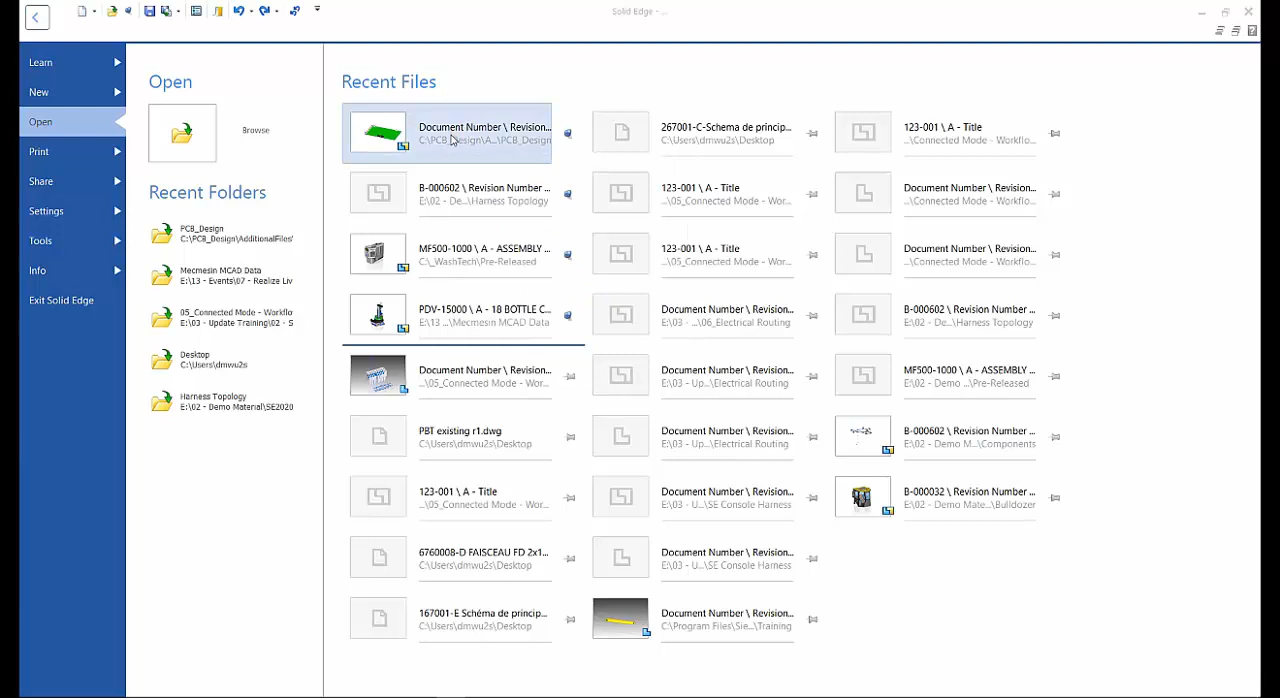 Solid Edge - ...
Learn
New
Open
Print
Share
Settings
Tools
Info
Exit Solid Edge
Open
Browse
Recent Folders
PCB_Design
C:\PCB_Design\AdditionalFiles'
Mecmesin MCAD Data
E:\13 - Events\07 - Realize Liv
05_Connected Mode - Workflo
E:\03 - Update Training\02 - S
Desktop
C:\Users\dmwu2s
Harness Topology
E:\02 - Demo Material\SE2020
Recent Files
Document Number \ Revision...
C:\PCB_Design\A...\PCB_Design
B-000602 \ Revision Number ...
E:\02 - De...\Harness Topology
MF500-1000 \ A - ASSEMBLY ...
C:\_WashTech\Pre-Released
PDV-15000 \ A - 18 BOTTLE C...
E:\13 ...\Mecmesin MCAD Data
Document Number \ Revision...
...\05_Connected Mode - Wor...
PBT existing r1.dwg
C:\Users\dmwu2s\Desktop
123-001 \ A - Title
...\05_Connected Mode - Wor...
6760008-D FAISCEAU FD 2x1...
C:\Users\dmwu2s\Desktop
167001-E Schéma de princip...
C:\Users\dmwu2s\Desktop
267001-C-Schema de princip...
C:\Users\dmwu2s\Desktop
123-001 \ A - Title
...\05_Connected Mode - Wor...
123-001 \ A - Title
...\05_Connected Mode - Wor...
Document Number \ Revision...
E:\03 - ...\06_Electrical Routing
Document Number \ Revision...
E:\03 - Up...\Electrical Routing
Document Number \ Revision...
E:\03 - Up...\Electrical Routing
Document Number \ Revision...
E:\03 - U...\SE Console Harness
Document Number \ Revision...
E:\03 - U...\SE Console Harness
Document Number \ Revision...
C:\Program Files\Sie...\Training
123-001 \ A - Title
...\Connected Mode - Workflo...
Document Number \ Revision...
...\Connected Mode - Workflo...
Document Number \ Revision...
...\Connected Mode - Workflo...
B-000602 \ Revision Number ...
E:\02 - De...\Harness Topology
MF500-1000 \ A - ASSEMBLY ...
E:\02 - Demo ...\Pre-Released
B-000602 \ Revision Number ...
E:\02 - Demo M...\Components
B-000032 \ Revision Number ...
E:\02 - Demo Mate...\Bulldozer